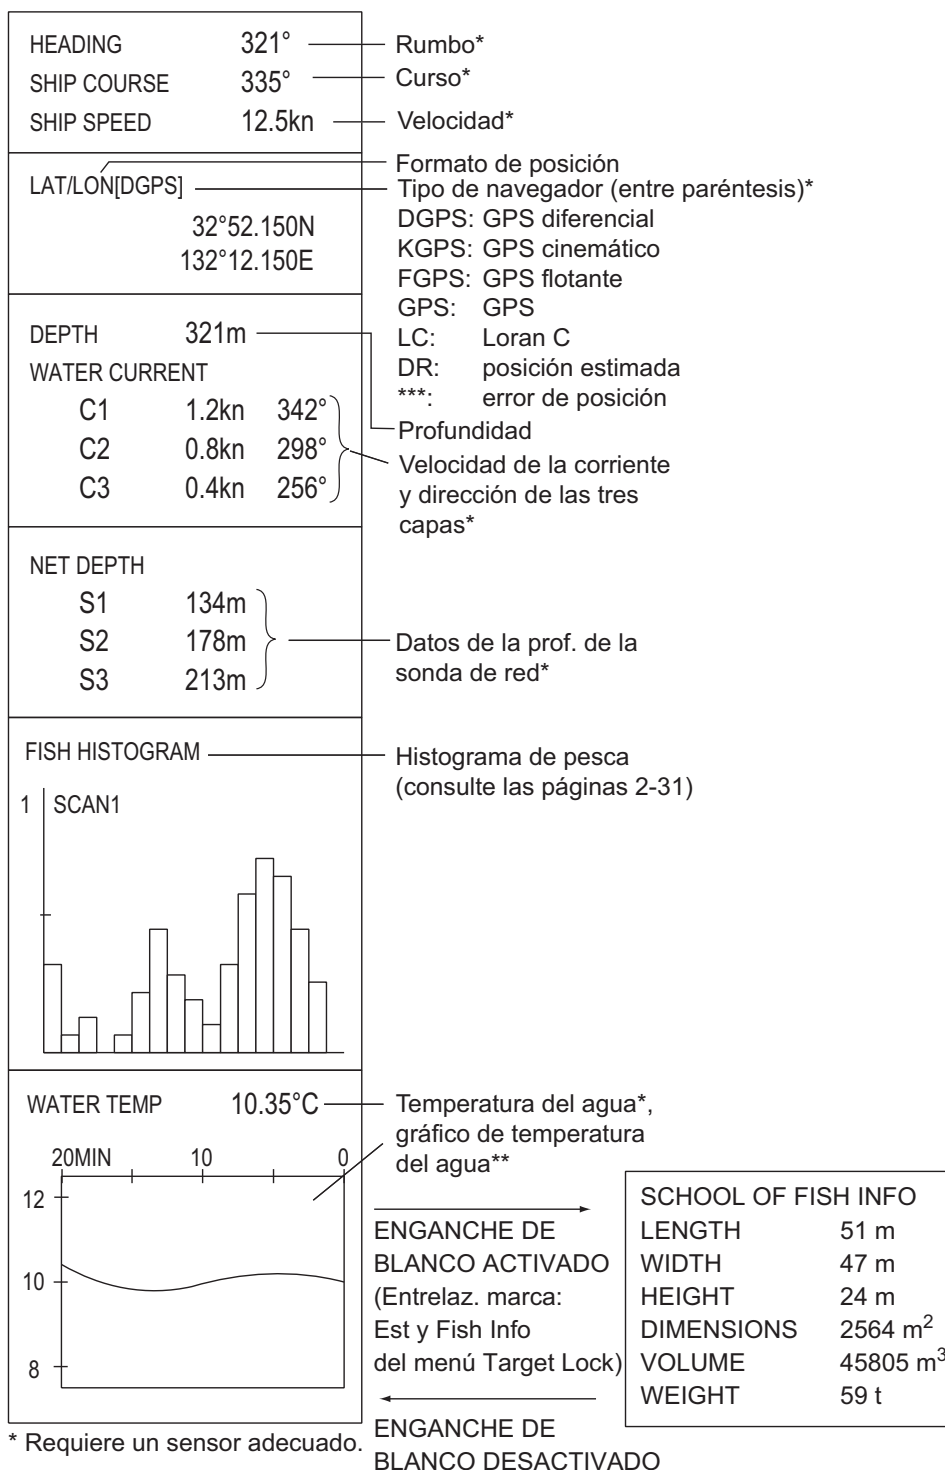 HEADING 321° Rumbo*
SHIP COURSE 335° Curso*
SHIP SPEED 12.5kn Velocidad*
Formato de posición
LAT/LON[DGPS] Tipo de navegador (entre paréntesis)*
32°52.150N
132°12.150E
DGPS: GPS diferencial
KGPS: GPS cinemático
FGPS: GPS flotante
GPS: GPS
LC: Loran C
DR: posición estimada
***: error de posición
DEPTH 321m Profundidad
WATER CURRENT
C1 1.2kn 342°
C2 0.8kn 298°
C3 0.4kn 256°
Velocidad de la corriente
y dirección de las tres
capas*
NET DEPTH
S1 134m
S2 178m
S3 213m
Datos de la prof. de la
sonda de red*
FISH HISTOGRAM
Histograma de pesca
(consulte las páginas 2-31)
1 SCAN1
WATER TEMP 10.35°C
Temperatura del agua*,
gráfico de temperatura
del agua**
20MIN 10 0
12
10
8
ENGANCHE DE
BLANCO ACTIVADO
(Entrelaz. marca:
Est y Fish Info
del menú Target Lock)
SCHOOL OF FISH INFO
LENGTH 51 m
WIDTH 47 m
HEIGHT 24 m
DIMENSIONS 2564 m²
VOLUME 45805 m³
WEIGHT 59 t
ENGANCHE DE
BLANCO DESACTIVADO
* Requiere un sensor adecuado.